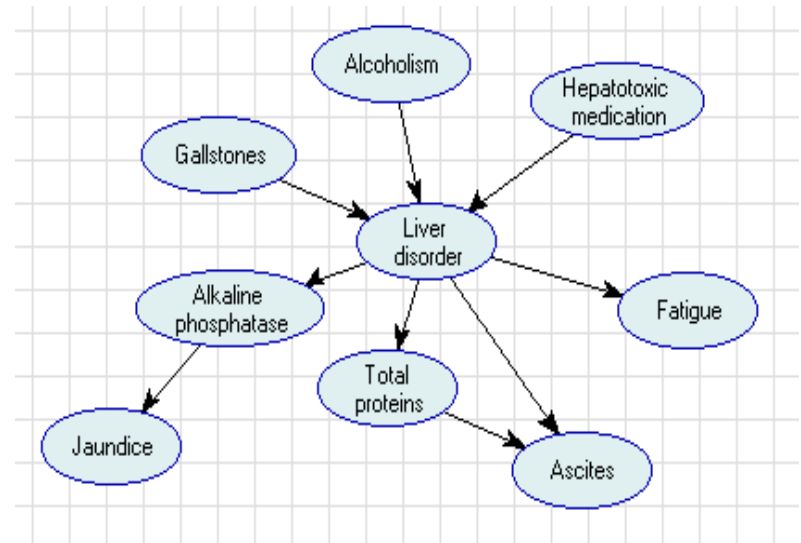 Alcoholism
Hepatotoxic
medication
Gallstones
Liver
disorder
Alkaline
phosphatase
Fatigue
Total
proteins
Jaundice
Ascites